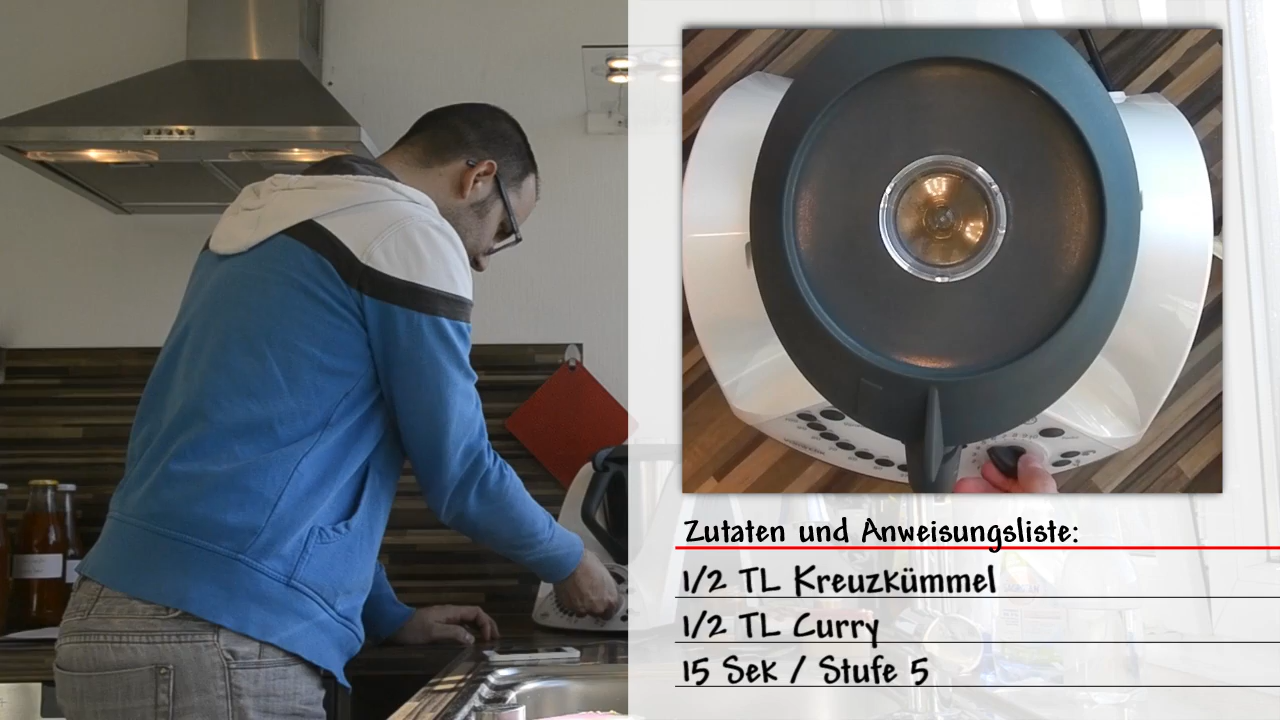 Zutaten und Anweisungsliste:
1/2 TL Kreuzkümmel
1/2 TL Curry
15 Sek / Stufe 5